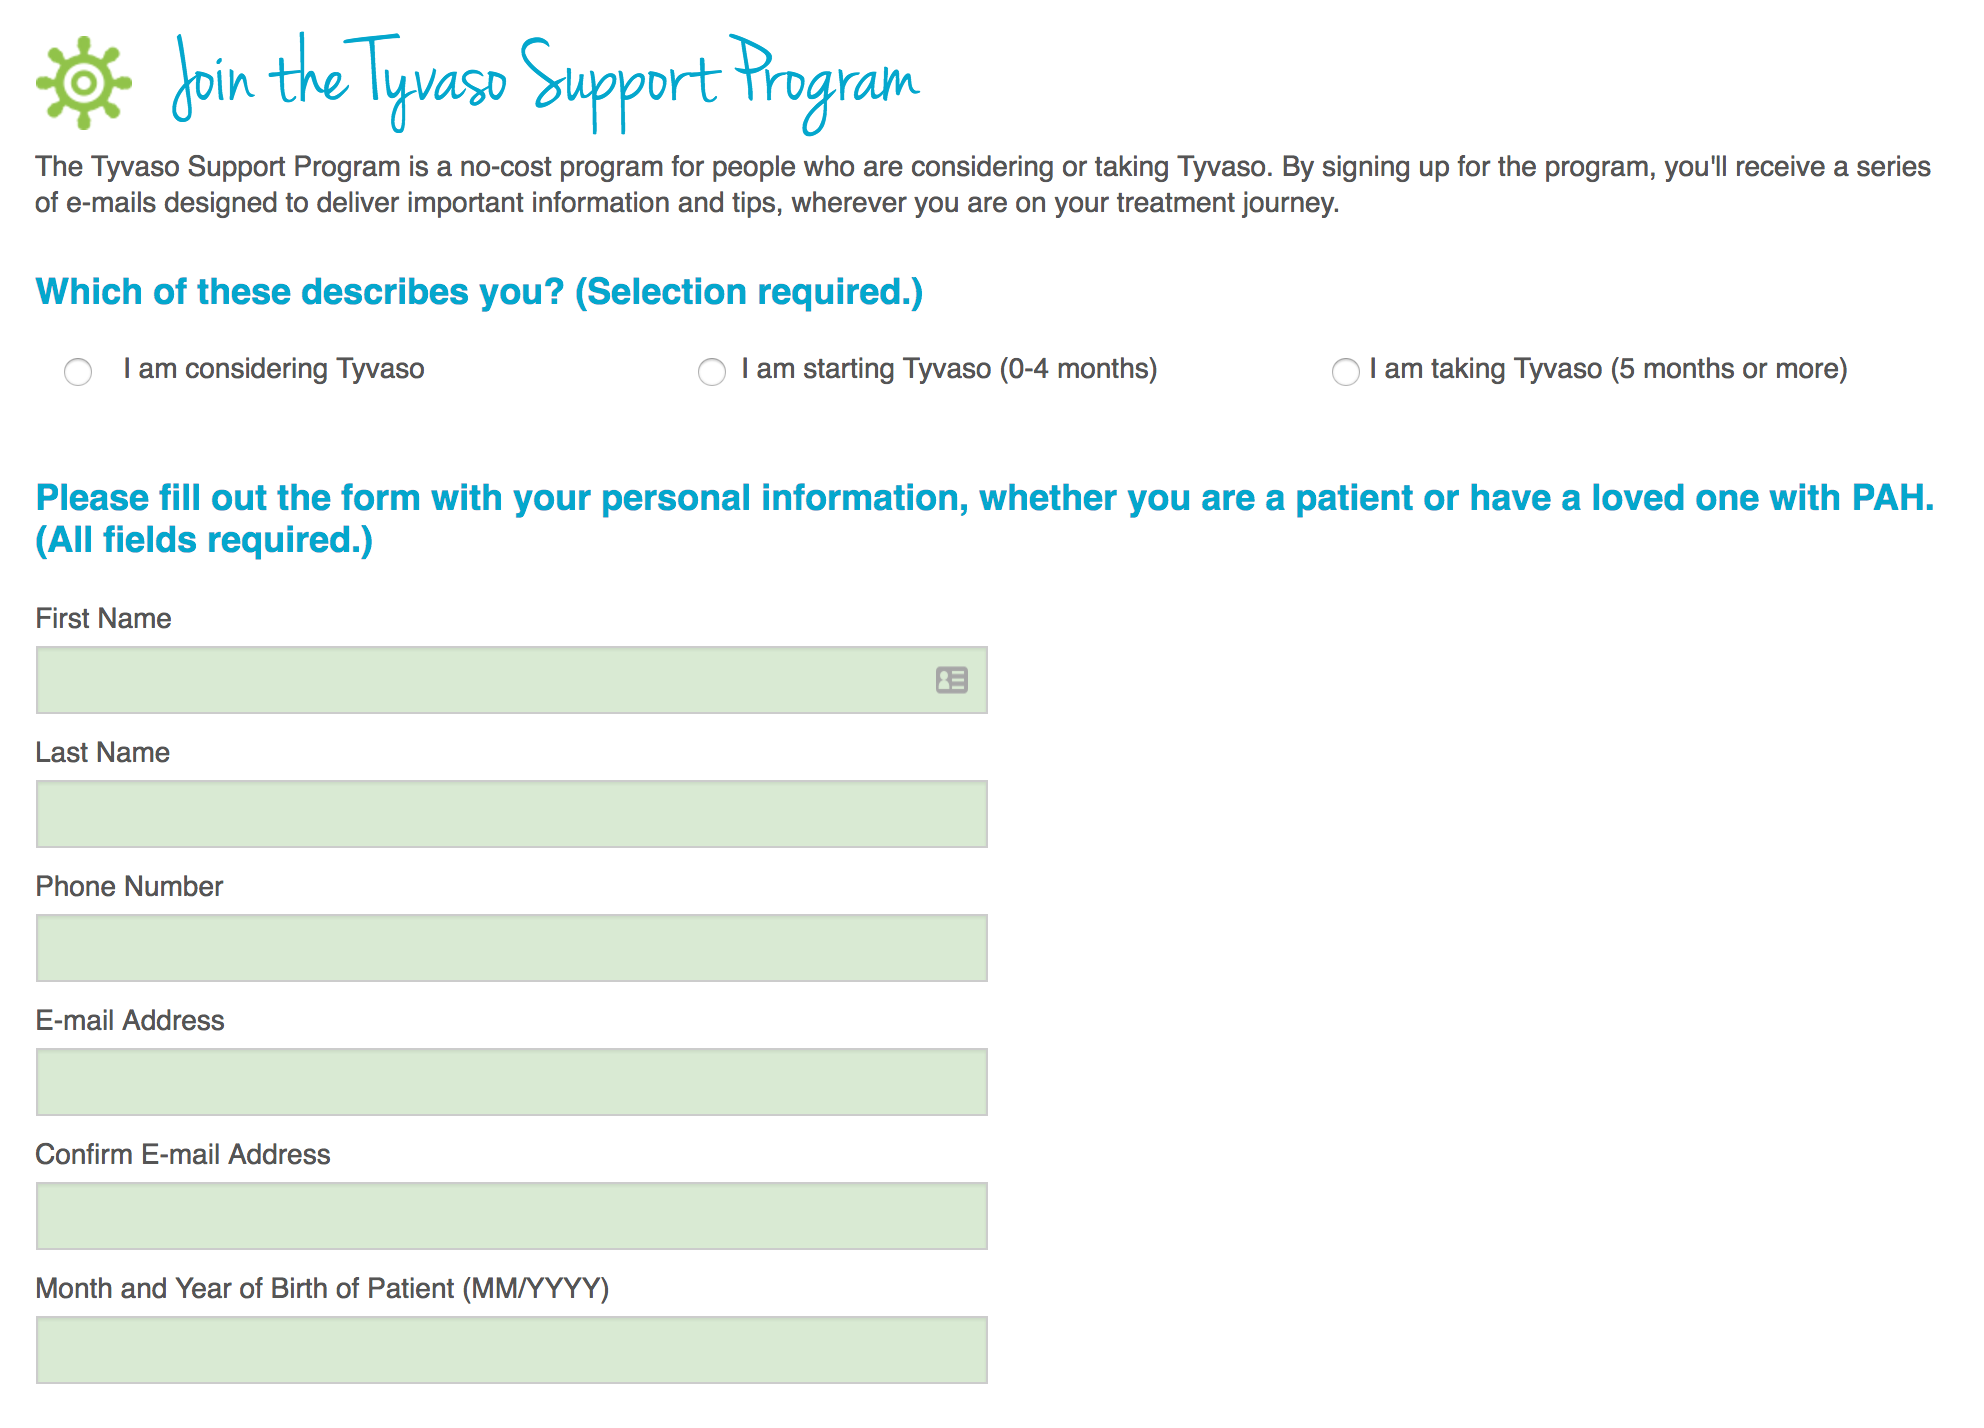 Join the Tyvaso Support Program
The Tyvaso Support Program is a no-cost program for people who are considering or taking Tyvaso. By signing up for the program, you'll receive a series
of e-mails designed to deliver important information and tips, wherever you are on your treatment journey.
Which of these describes you? (Selection required.)
I am considering Tyvaso
I am starting Tyvaso (0-4 months)
I am taking Tyvaso (5 months or more)
Please fill out the form with your personal information, whether you are a patient or have a loved one with PAH.
(All fields required.)
First Name
Last Name
Phone Number
E-mail Address
Confirm E-mail Address
Month and Year of Birth of Patient (MM/YYYY)